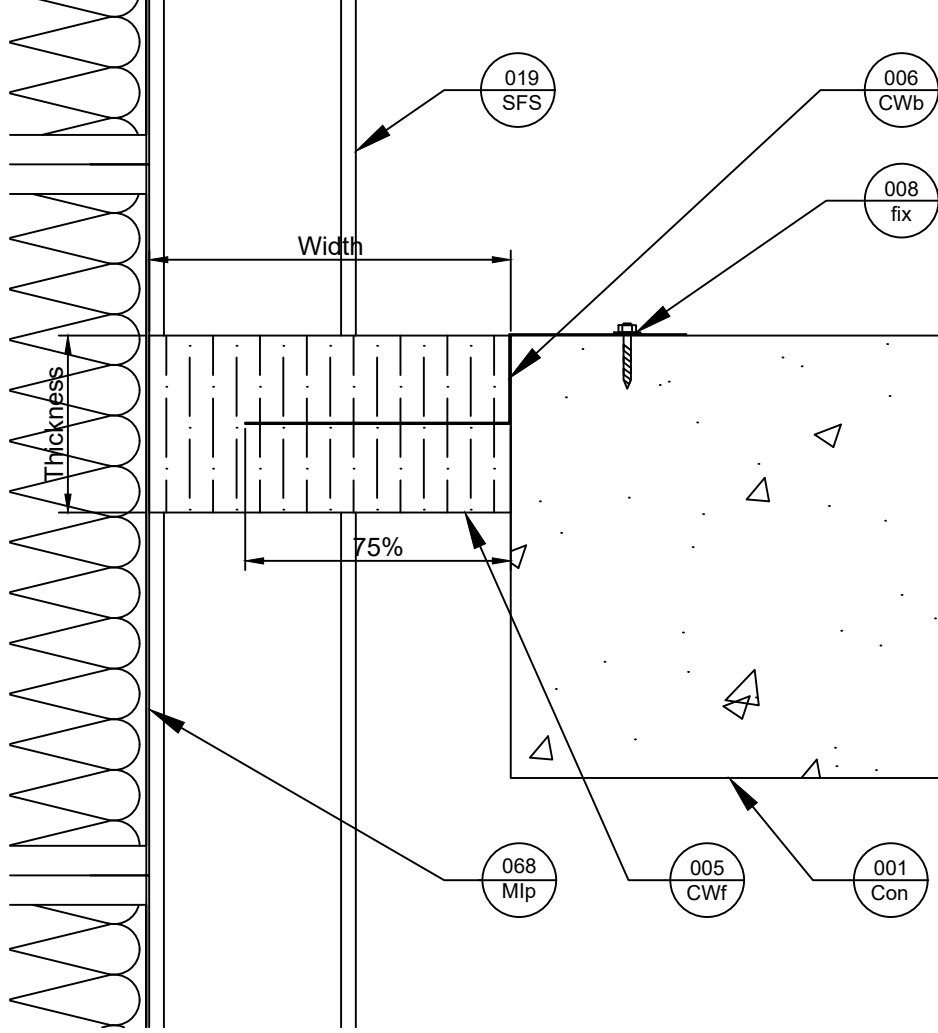 019
SFS
006
CWb
008
fix
Width
Thickness
75%
068
MIp
005
CWf
001
Con